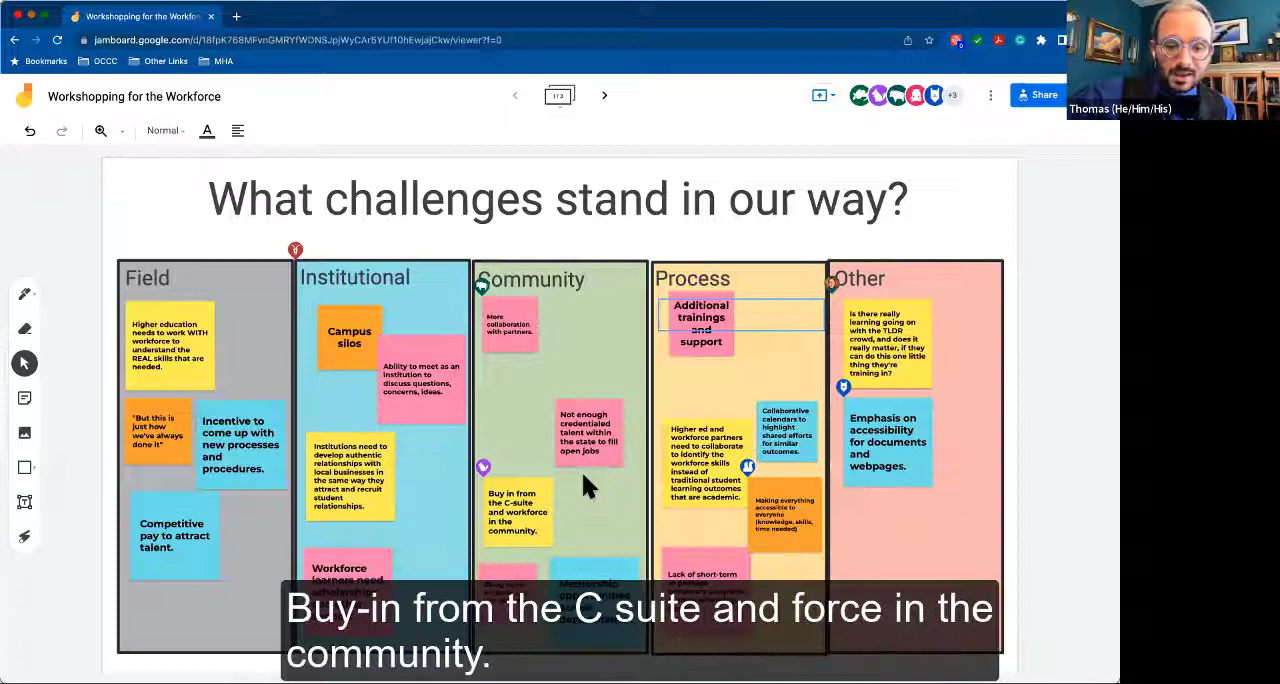 Workshopping for the Workfo
jamboard.google.com/d/18fpK768MFvnGMRYfWDNSJpjWyCAr5YUf10hEwjajCkw/viewer?f=0
Bookmarks
OCCC
Other Links
MHA
Thomas (He/Him/His)
Workshopping for the Workforce
1/3
+3
Share
Normal
A
What challenges stand in our way?
Field
Higher education
needs to work WITH
workforce to
understand the
REAL skills that are
needed.
"But this is
just how
we've always
done it"
Incentive to
come up with
new processes
and
procedures.
Competitive
pay to attract
talent.
Institutional
Campus
silos
Ability to meet as an
institution to
discuss questions,
concerns, ideas.
Institutions need to
develop authentic
relationships with
local businesses in
the same way they
attract and recruit
student
relationships.
Workforce
learners need
Community
More
collaboration
with partners.
Not enough
credentialed
talent within
the state to fill
open jobs
Buy in from
the C-suite
and workforce
in the
community.
Mentorship
Process
Additional
trainings
and
support
Collaborative
calendars to
highlight
shared efforts
for similar
outcomes.
Higher ed and
workforce partners
need to collaborate
to identify the
workforce skills
instead of
traditional student
learning outcomes
that are academic.
Making everything
accessible to
everyone
(knowledge, skills,
time needed)
Lack of short-term
Other
Is there really
learning going on
with the TLDR
crowd, and does it
really matter, if they
can do this one little
thing they're
training in?
Emphasis on
accessibility
for documents
and
webpages.
Buy-in from the C suite and force in the
community.